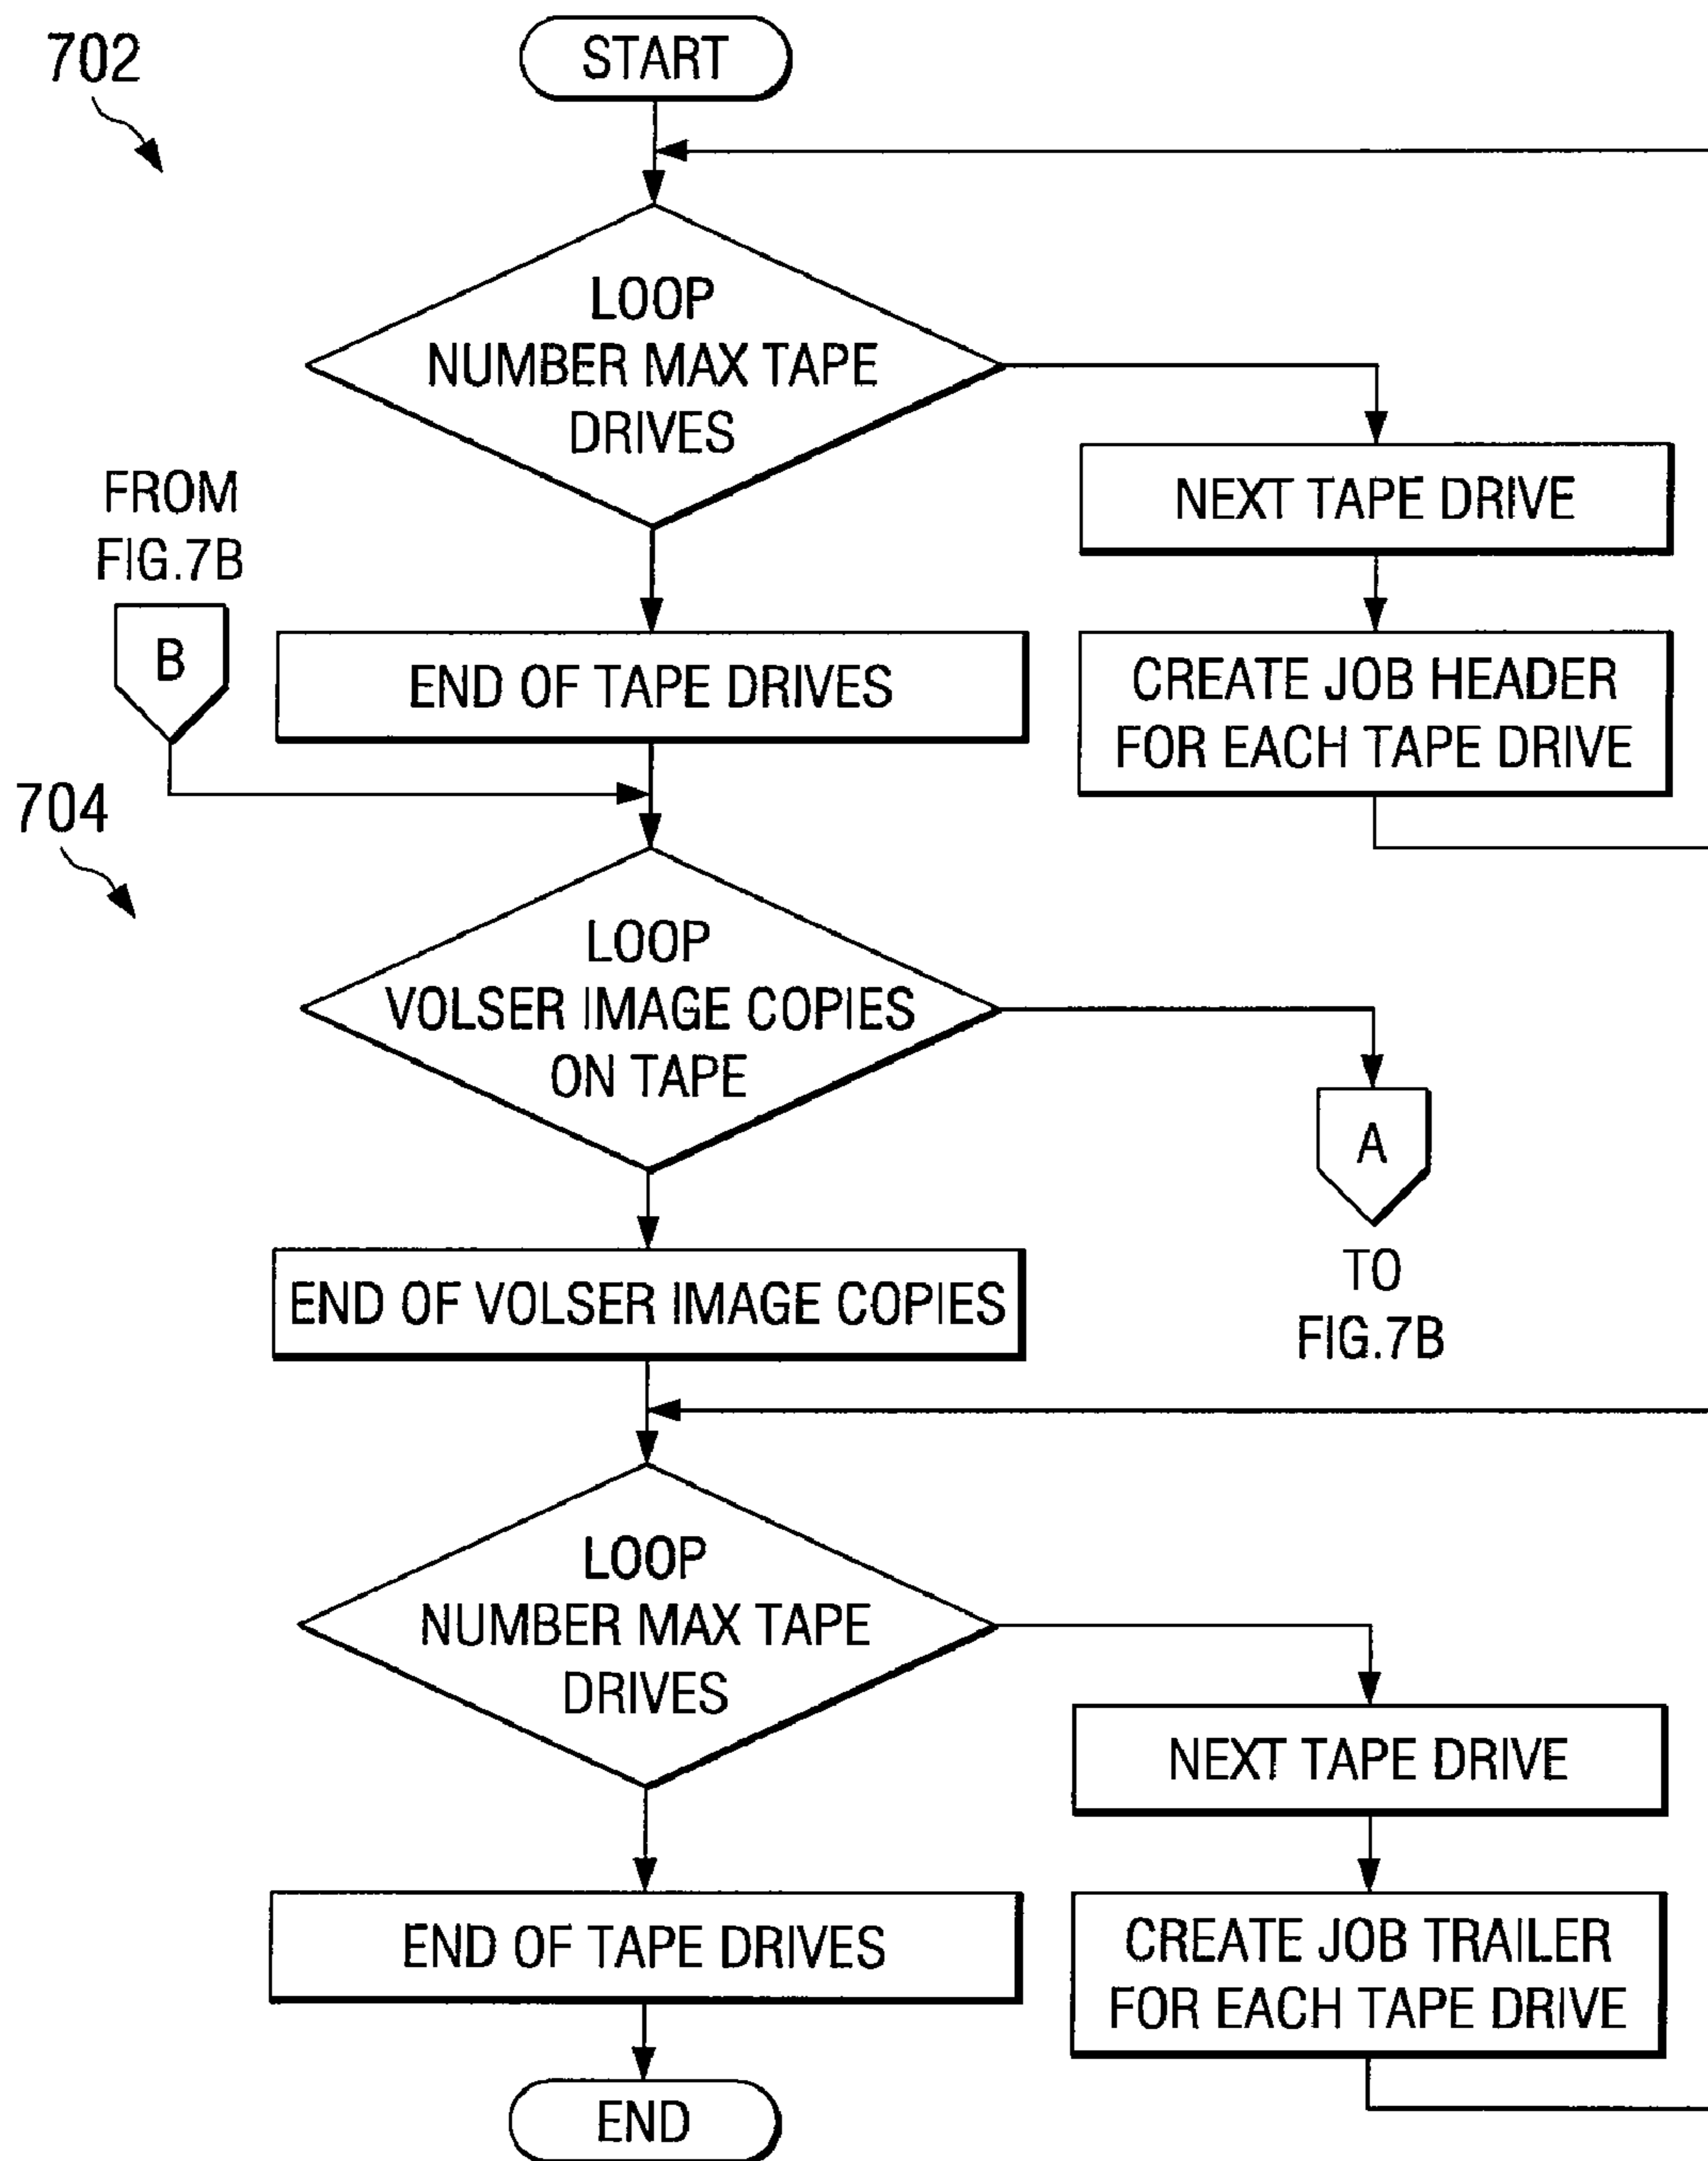 702
START
LOOP
NUMBER MAX TAPE
DRIVES
NEXT TAPE DRIVE
CREATE JOB HEADER
FOR EACH TAPE DRIVE
FROM
FIG.7B
B
END OF TAPE DRIVES
704
LOOP
VOLSER IMAGE COPIES
ON TAPE
A
TO
FIG.7B
END OF VOLSER IMAGE COPIES
LOOP
NUMBER MAX TAPE
DRIVES
NEXT TAPE DRIVE
CREATE JOB TRAILER
FOR EACH TAPE DRIVE
END OF TAPE DRIVES
END